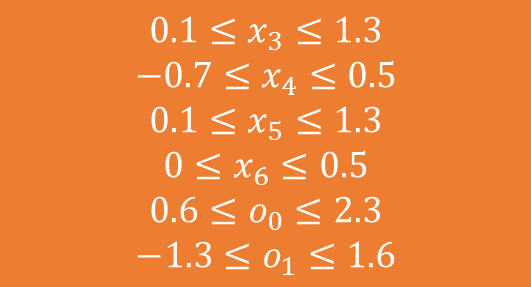 0.1 ≤ x₃ ≤ 1.3
−0.7 ≤ x₄ ≤ 0.5
0.1 ≤ x₅ ≤ 1.3
0 ≤ x₆ ≤ 0.5
0.6 ≤ o₀ ≤ 2.3
−1.3 ≤ o₁ ≤ 1.6